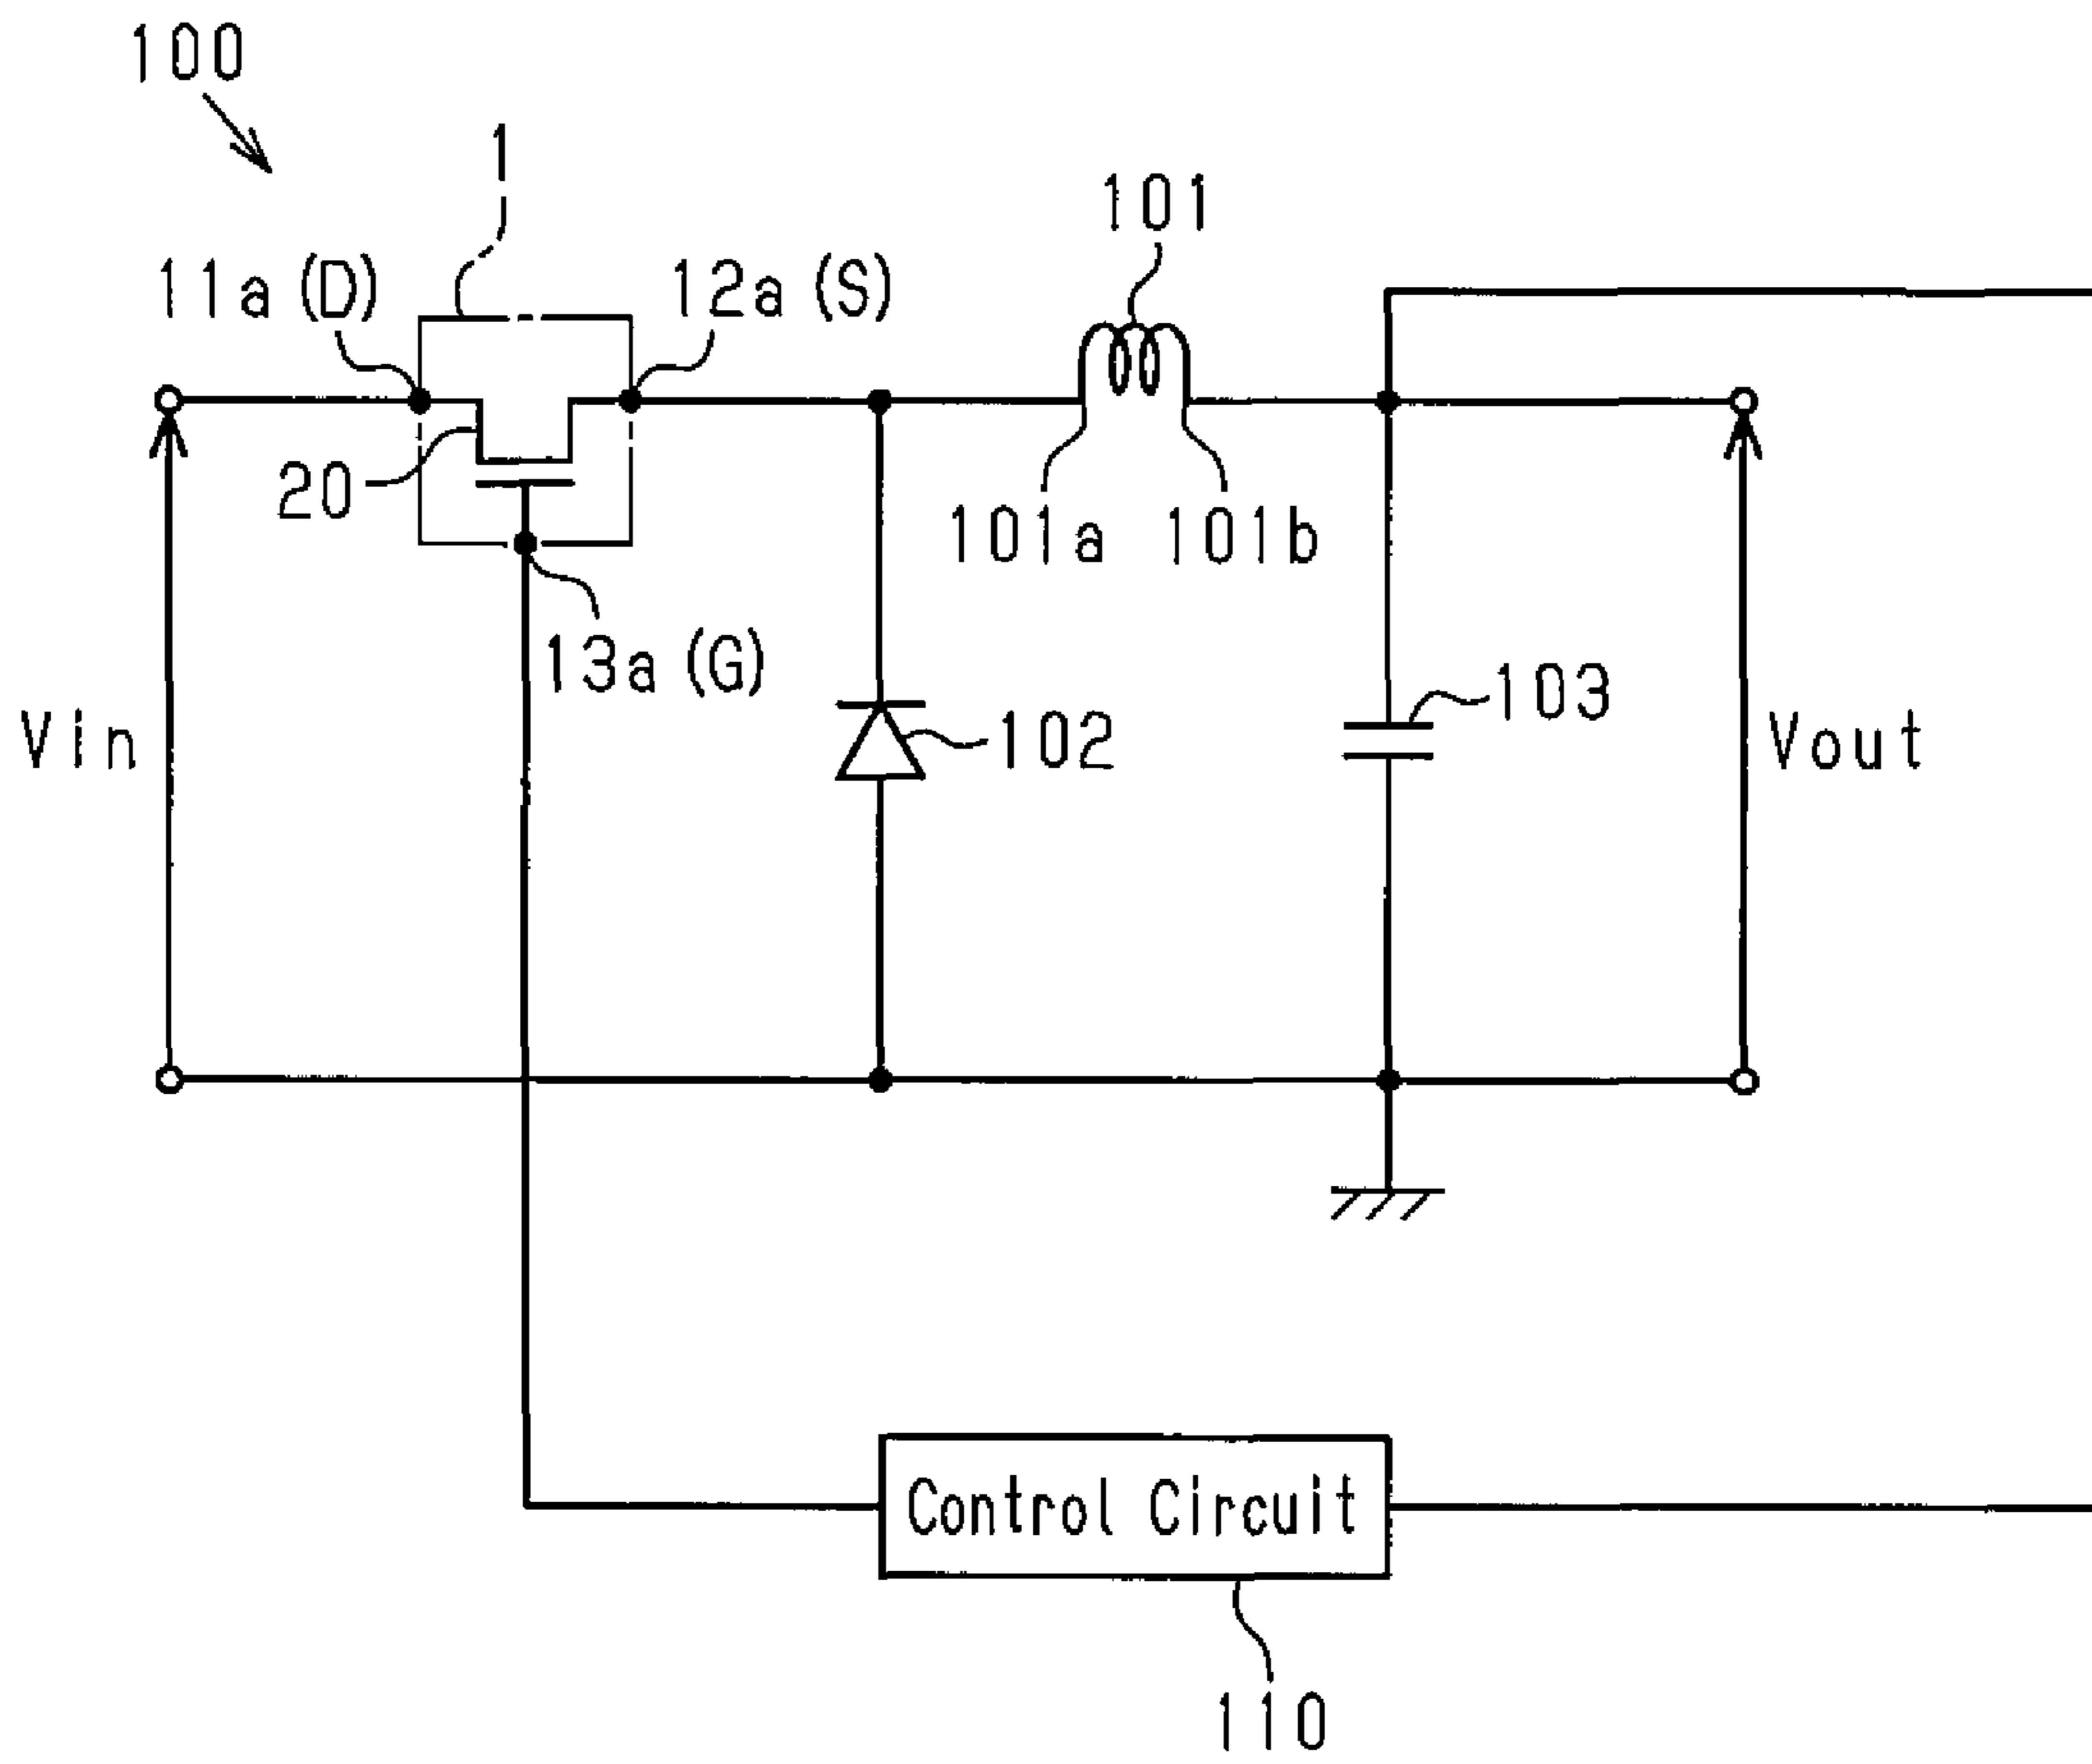 100
1
101
11a (D)
12a (S)
20
101a
101b
13a (G)
103
Vin
102
Vout
Control Circuit
110